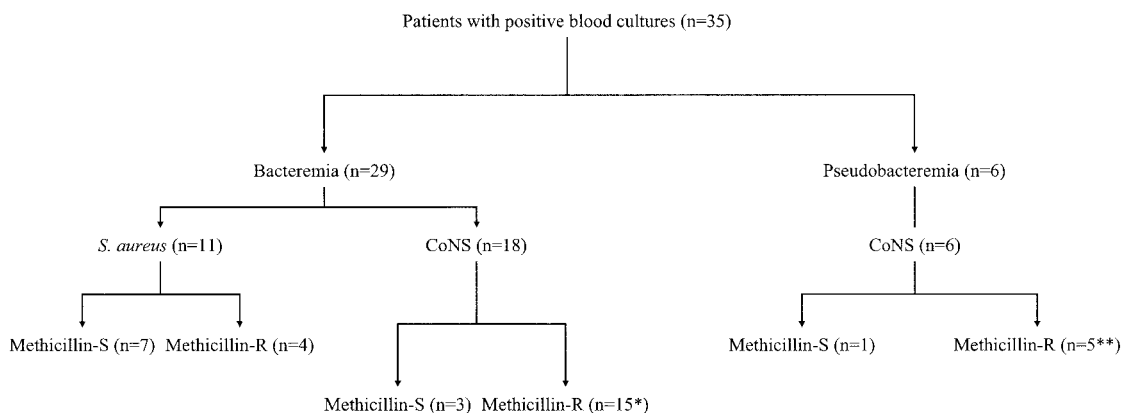 Patients with positive blood cultures (n=35)
Bacteremia (n=29)
Pseudobacteremia (n=6)
S. aureus (n=11)
CoNS (n=18)
CoNS (n=6)
Methicillin-S (n=7)
Methicillin-R (n=4)
Methicillin-S (n=1)
Methicillin-R (n=5**)
Methicillin-S (n=3)
Methicillin-R (n=15*)